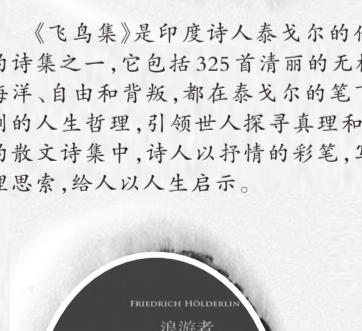 《飞鸟集》是印度诗人泰戈尔的
的诗集之一，它包括325首清丽的无
海洋、自由和背叛，都在泰戈尔的笔
的人生哲理，引领世人探寻真理和
的散文诗集中，诗人以抒情的彩笔，
思索，给人以人生启示。
FRIEDRICH HÖLDERLIN
浪游者